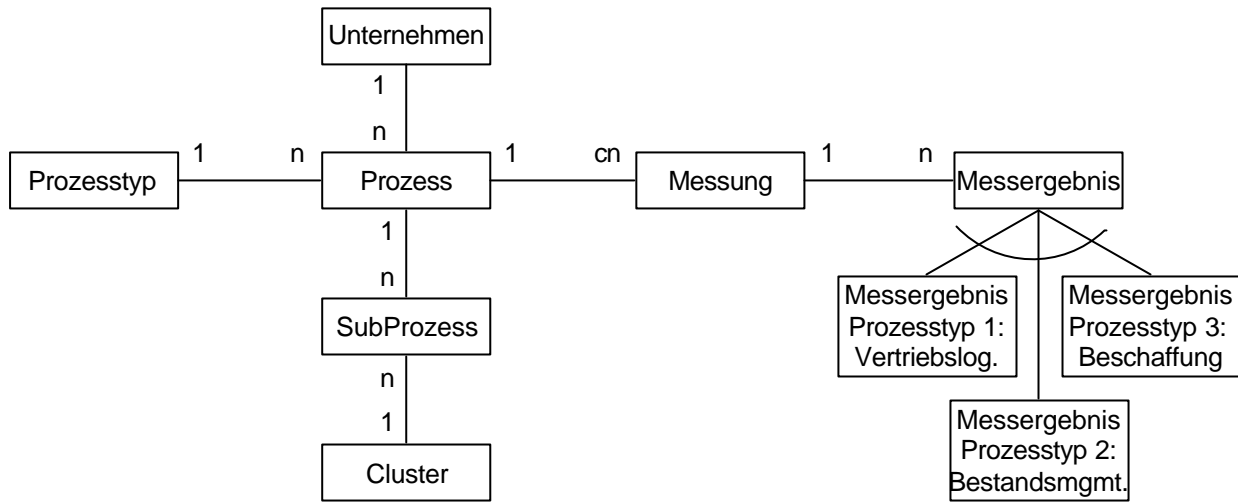 Unternehmen
1
n
Prozesstyp
1
n
Prozess
1
cn
Messung
1
n
Messergebnis
1
n
SubProzess
n
1
Cluster
Messergebnis
Prozesstyp 1:
Vertriebslog.
Messergebnis
Prozesstyp 3:
Beschaffung
Messergebnis
Prozesstyp 2:
Bestandsmgmt.